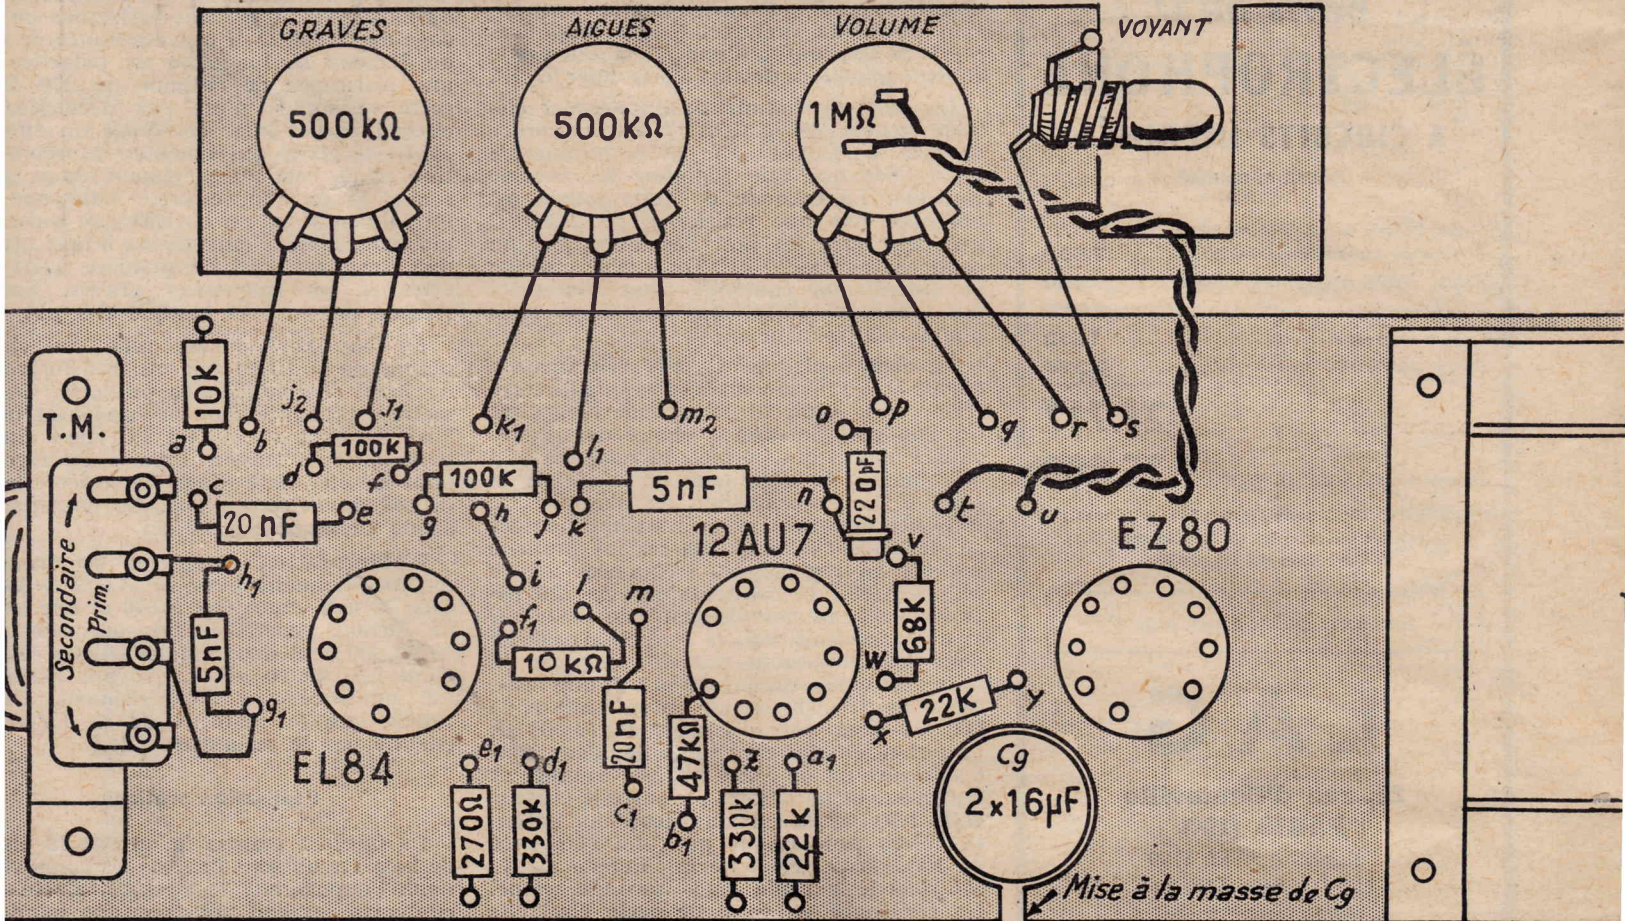 GRAVES
AIGUES
VOLUME
VOYANT
500kΩ
500kΩ
1MΩ
10K
T.M.
a
b
j2
J1
k1
m2
o
p
q
r
s
d
100K
f
l1
c
20nF
e
g
100K
h
j
k
5nF
n
220pF
t
u
12AU7
EZ80
v
Secondaire
Prim.
h1
5nF
g1
i
l
m
f1
10kΩ
68K
w
22K
x
y
EL84
20nF
c1
47kΩ
b1
e1
d1
z
a1
270Ω
330K
330k
22k
C9
2x16µF
Mise à la masse de C9